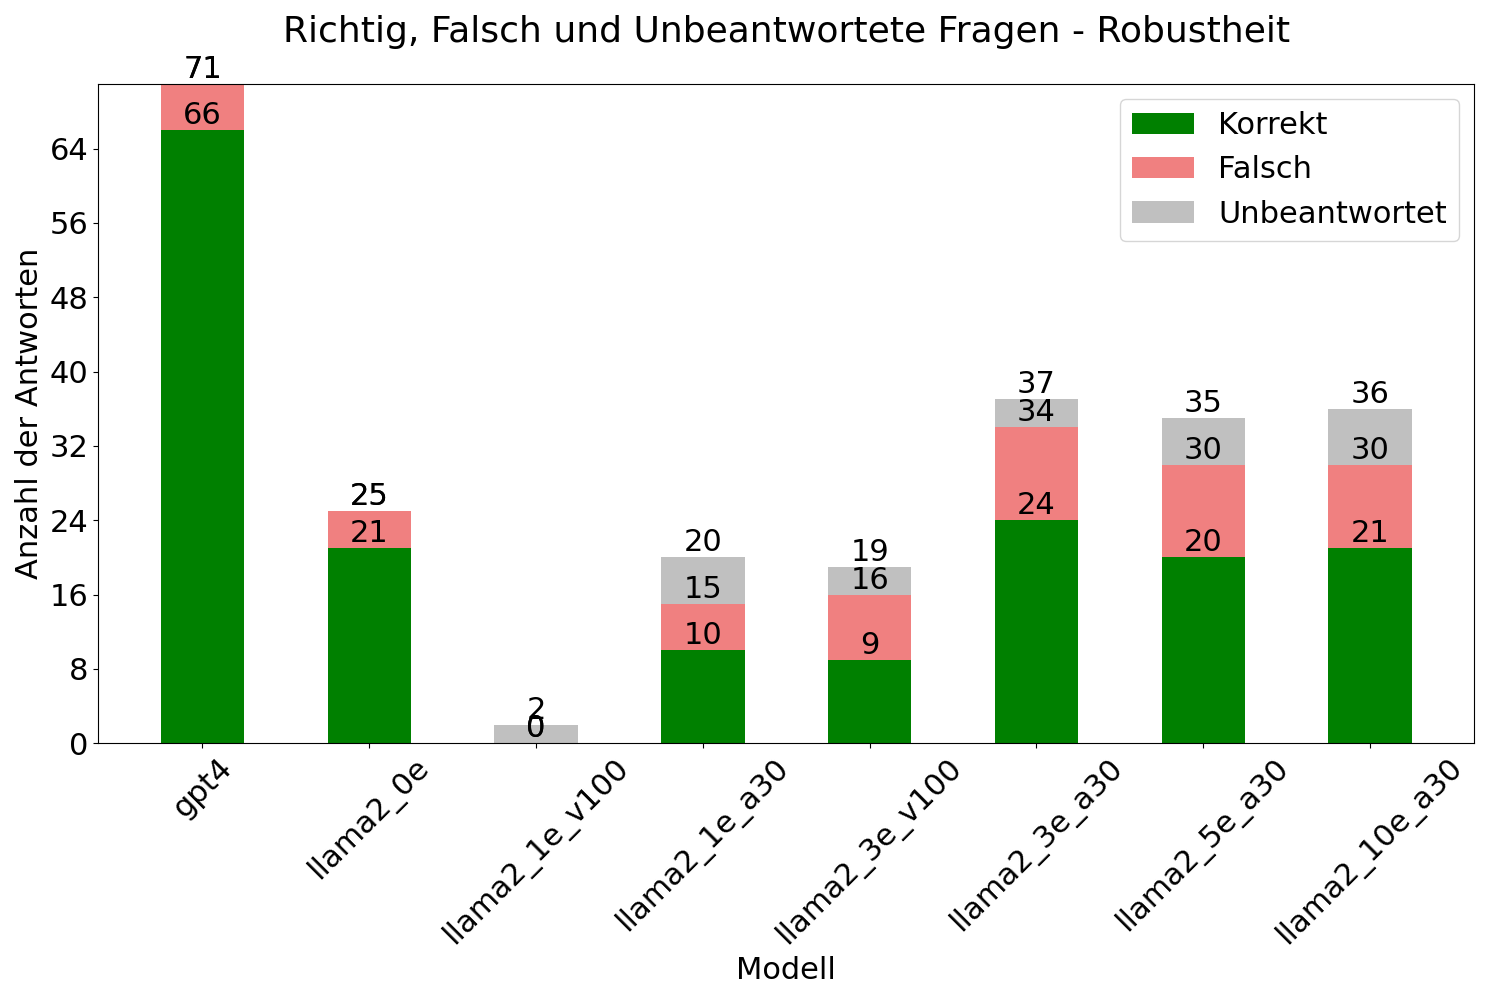 Richtig, Falsch und Unbeantwortete Fragen - Robustheit
71
66
25
21
2
0
20
15
10
19
16
9
37
34
24
35
30
20
36
30
21
Korrekt
Falsch
Unbeantwortet
Anzahl der Antworten
64
56
48
40
32
24
16
8
0
gpt4
llama2_0e
llama2_1e_v100
llama2_1e_a30
llama2_3e_v100
llama2_3e_a30
llama2_5e_a30
llama2_10e_a30
Modell